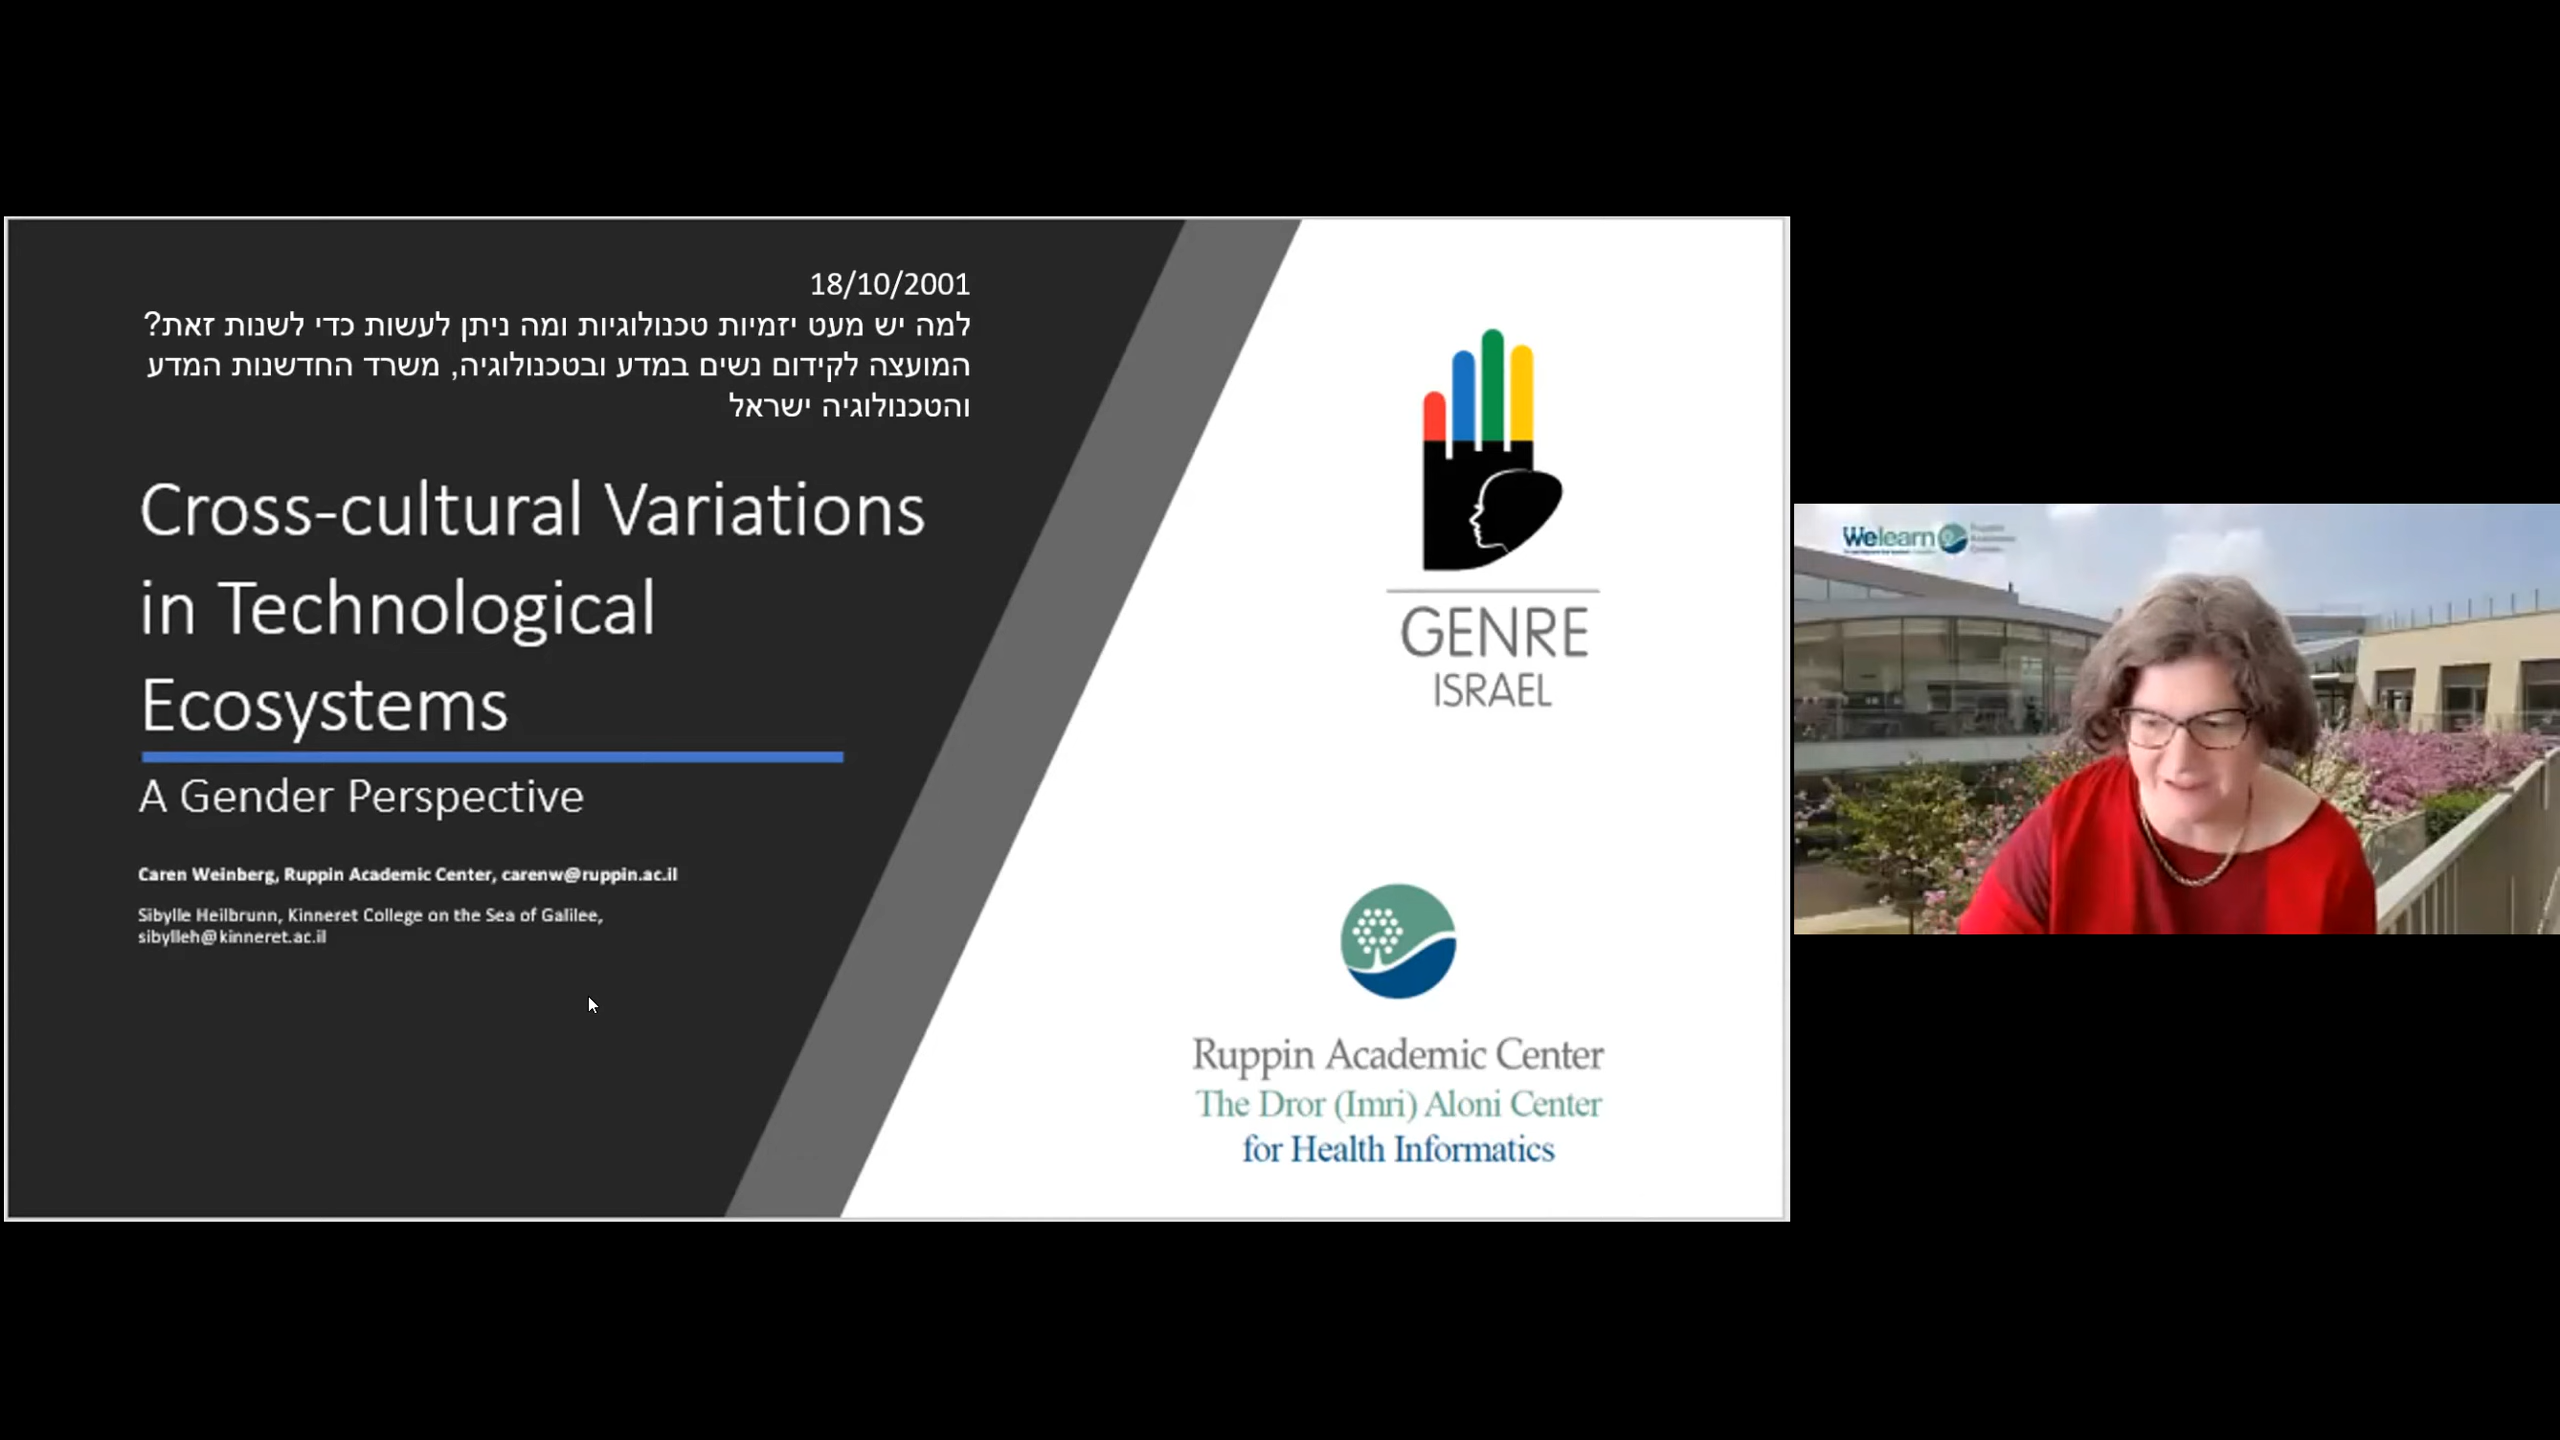 18/10/2001
למה יש מעט יזמיות טכנולוגיות ומה ניתן לעשות כדי לשנות זאת?
המועצה לקידום נשים במדע ובטכנולוגיה, משרד החדשנות המדע
והטכנולוגיה ישראל
Cross-cultural Variations
in Technological
Ecosystems
A Gender Perspective
Caren Weinberg, Ruppin Academic Center, carenw@ruppin.ac.il
Sibylle Heilbrunn, Kinneret College on the Sea of Galilee,
sibylleh@kinneret.ac.il
GENRE
ISRAEL
Ruppin Academic Center
The Dror (Imri) Aloni Center
for Health Informatics
Welearn